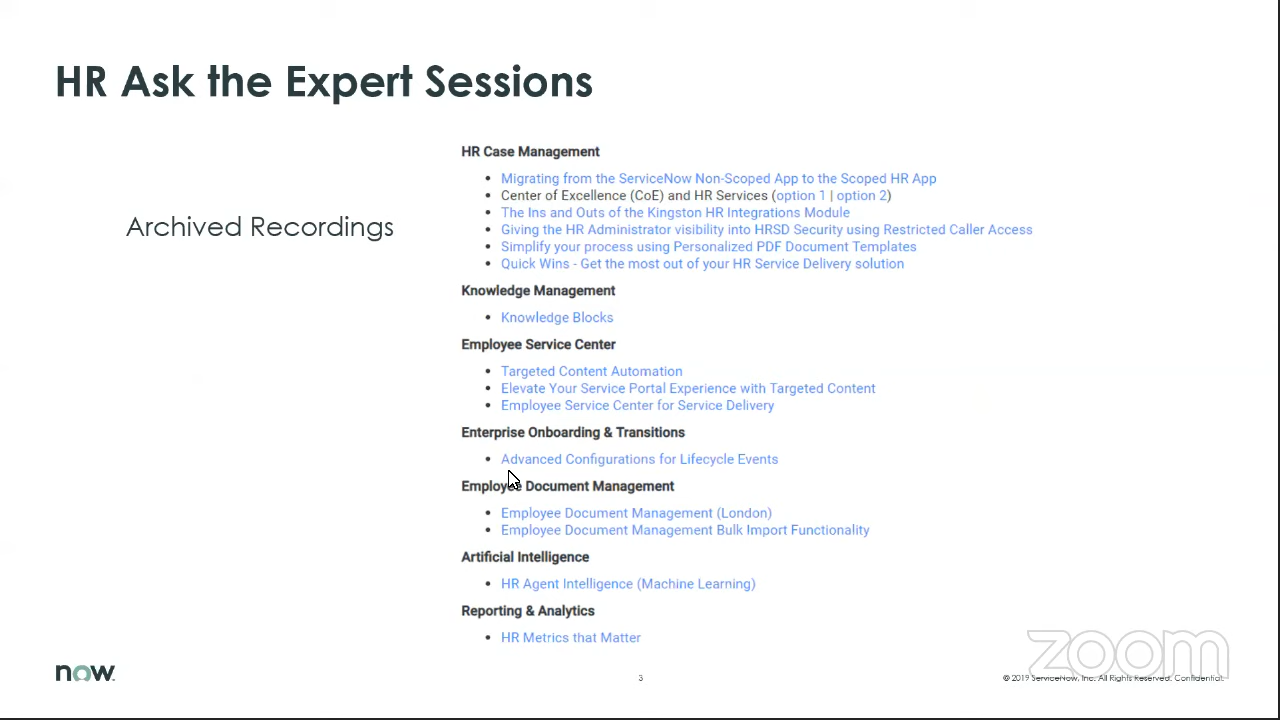 HR Ask the Expert Sessions
Archived Recordings
HR Case Management
• Migrating from the ServiceNow Non-Scoped App to the Scoped HR App
• Center of Excellence (CoE) and HR Services (option 1 | option 2)
• The Ins and Outs of the Kingston HR Integrations Module
• Giving the HR Administrator visibility into HRSD Security using Restricted Caller Access
• Simplify your process using Personalized PDF Document Templates
• Quick Wins - Get the most out of your HR Service Delivery solution
Knowledge Management
• Knowledge Blocks
Employee Service Center
• Targeted Content Automation
• Elevate Your Service Portal Experience with Targeted Content
• Employee Service Center for Service Delivery
Enterprise Onboarding & Transitions
• Advanced Configurations for Lifecycle Events
Employee Document Management
• Employee Document Management (London)
• Employee Document Management Bulk Import Functionality
Artificial Intelligence
• HR Agent Intelligence (Machine Learning)
Reporting & Analytics
• HR Metrics that Matter
zoom
now.
3
© 2019 ServiceNow, Inc. All Rights Reserved. Confidential.